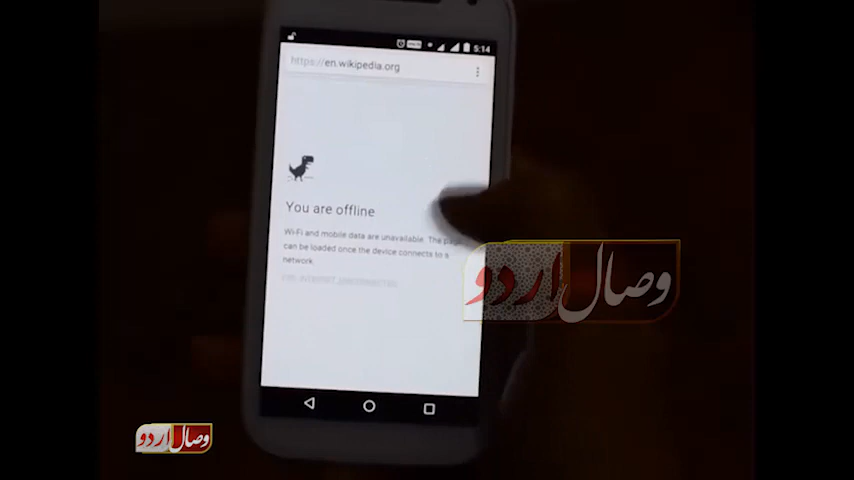 5:14
https://en.wikipedia.org
You are offline
Wi-Fi and mobile data are unavailable. The page
can be loaded once the device connects to a
network.
ERR_INTERNET_DISCONNECTED
وصال اردو
وصال اردو